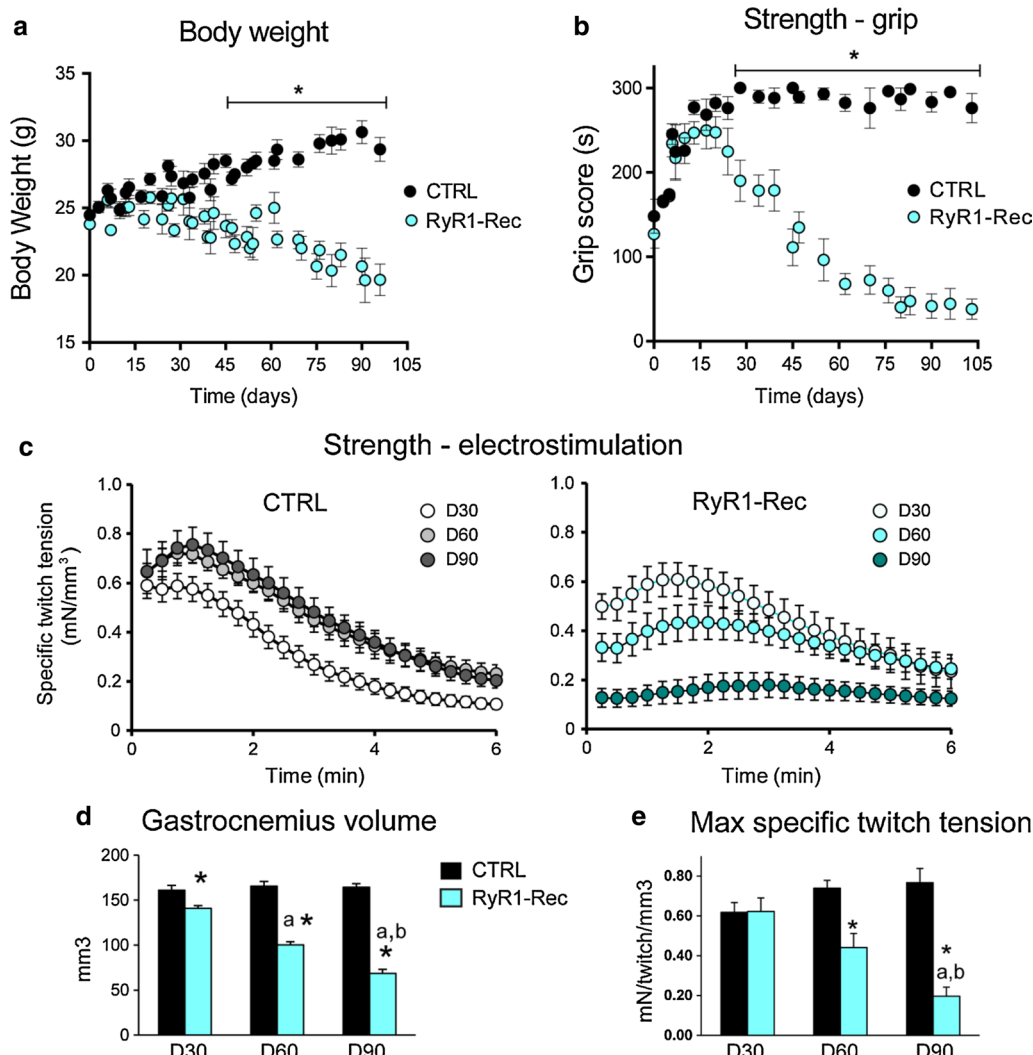 a
Body weight
Body Weight (g)
35
30
25
20
15
*
CTRL
RyR1-Rec
0 15 30 45 60 75 90 105
Time (days)
b
Strength - grip
Grip score (s)
300
200
100
0
*
CTRL
RyR1-Rec
0 15 30 45 60 75 90 105
Time (days)
c
Strength - electrostimulation
Specific twitch tension
(mN/mm³)
1.0
0.8
0.6
0.4
0.2
0
CTRL
D30
D60
D90
0 2 4 6
Time (min)
1.0
0.8
0.6
0.4
0.2
0
RyR1-Rec
D30
D60
D90
0 2 4 6
Time (min)
d
Gastrocnemius volume
mm3
200
150
100
50
0
*
a *
a,b
*
CTRL
RyR1-Rec
D30 D60 D90
e
Max specific twitch tension
mN/twitch/mm3
0.80
0.60
0.40
0.20
0.00
*
*
a,b
D30 D60 D90